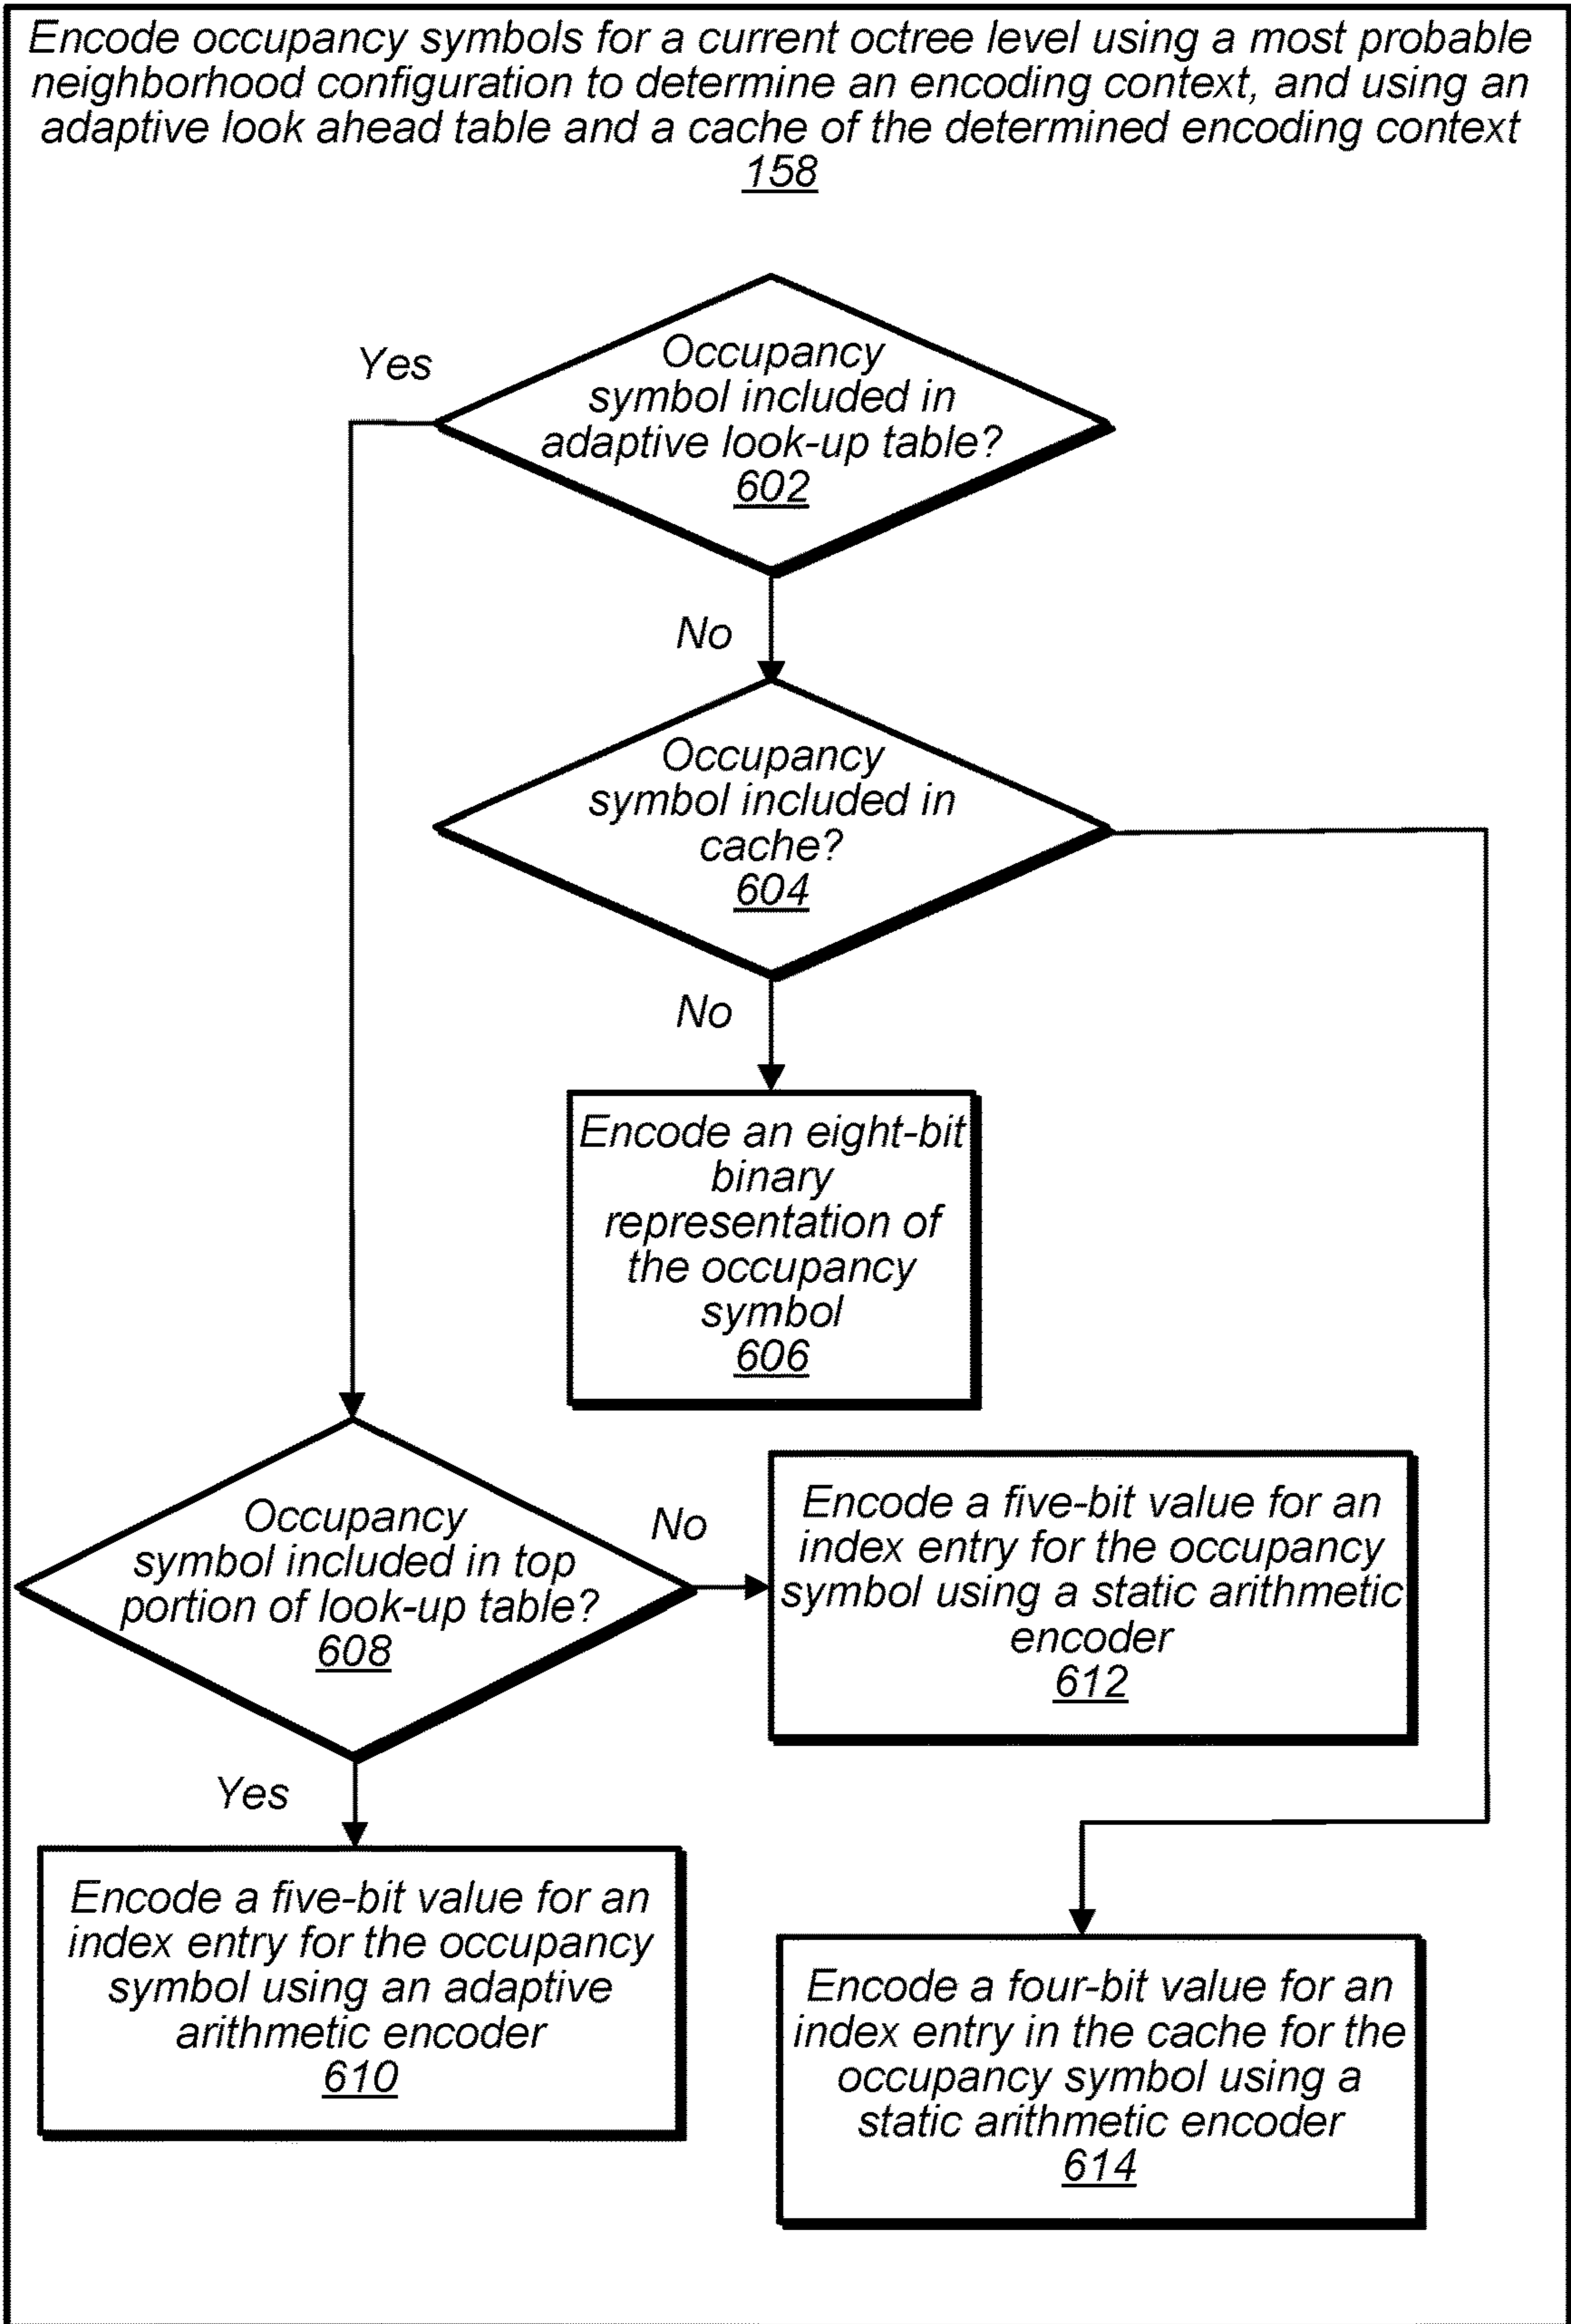 Encode occupancy symbols for a current octree level using a most probable
neighborhood configuration to determine an encoding context, and using an
adaptive look ahead table and a cache of the determined encoding context
158
Yes
Occupancy
symbol included in
adaptive look-up table?
602
No
Occupancy
symbol included in
cache?
604
No
Encode an eight-bit
binary
representation of
the occupancy
symbol
606
Occupancy
symbol included in top
portion of look-up table?
608
No
Encode a five-bit value for an
index entry for the occupancy
symbol using a static arithmetic
encoder
612
Yes
Encode a five-bit value for an
index entry for the occupancy
symbol using an adaptive
arithmetic encoder
610
Encode a four-bit value for an
index entry in the cache for the
occupancy symbol using a
static arithmetic encoder
614